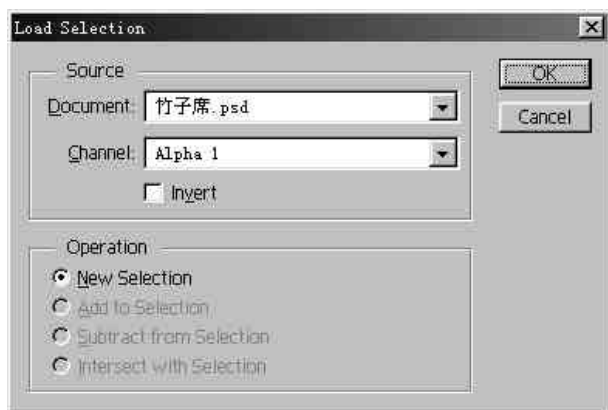 Load Selection
Source
OK
Document: 竹子席.psd
Cancel
Channel: Alpha 1
Invert
Operation
New Selection
Add to Selection
Subtract from Selection
Intersect with Selection